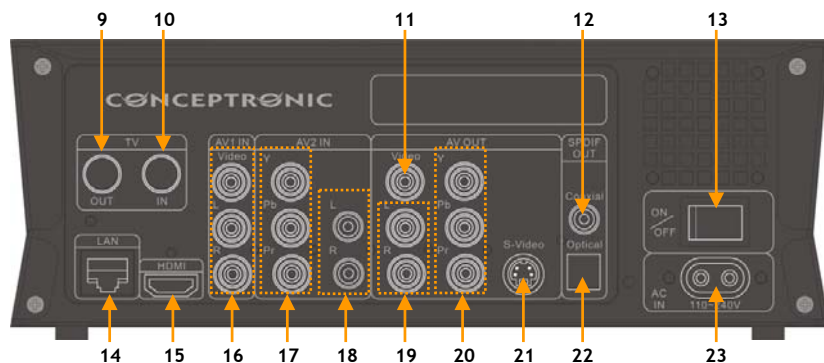 9 10 11 12 13
CONCEPTRONIC
TV
OUT IN
AV1 IN
Video
L
R
AV2 IN
Y
Pb
Pr
L
R
AV OUT
Video
L
R
Y
Pb
Pr
S-Video
SPDIF
OUT
Coaxial
Optical
ON/OFF
AC
IN
110~240V
LAN
HDMI
14 15 16 17 18 19 20 21 22 23